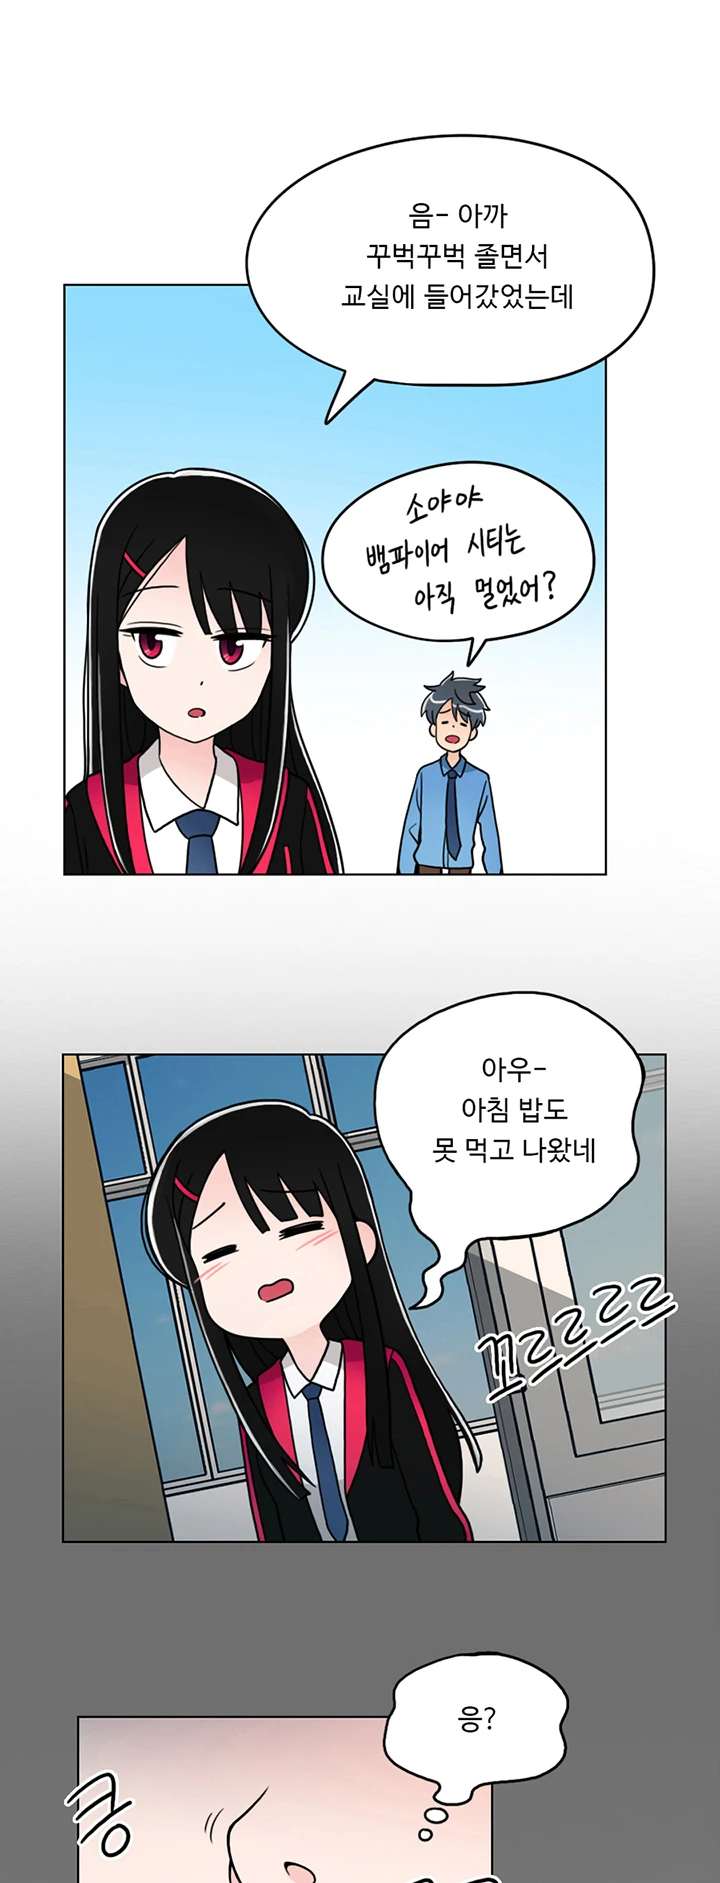 음- 아까
꾸벅꾸벅 졸면서
교실에 들어갔었는데
소야야
뱀파이어 시티는
아직 멀었어?
아우-
아침 밥도
못 먹고 나왔네
꼬르르르르
응?
킁